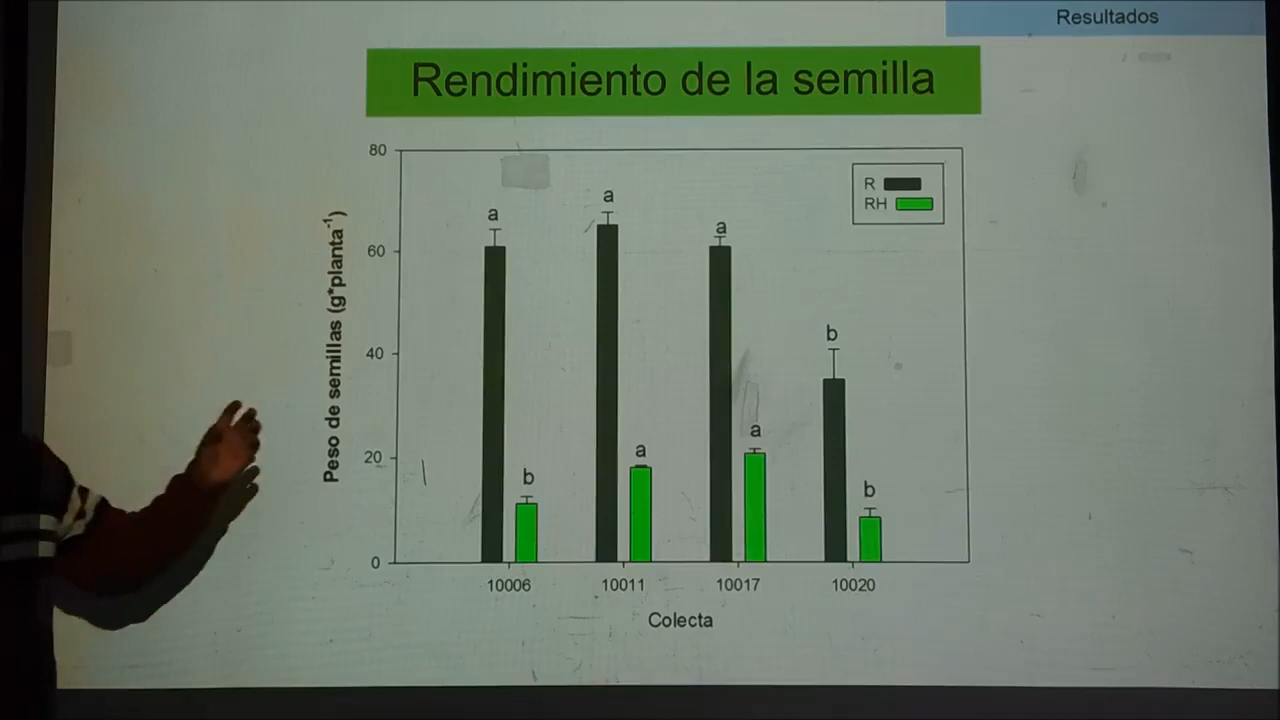 Resultados
Rendimiento de la semilla
80
60
40
20
0
Peso de semillas (g*planta⁻¹)
R
RH
a
a
a
b
b
a
a
b
10006
10011
10017
10020
Colecta